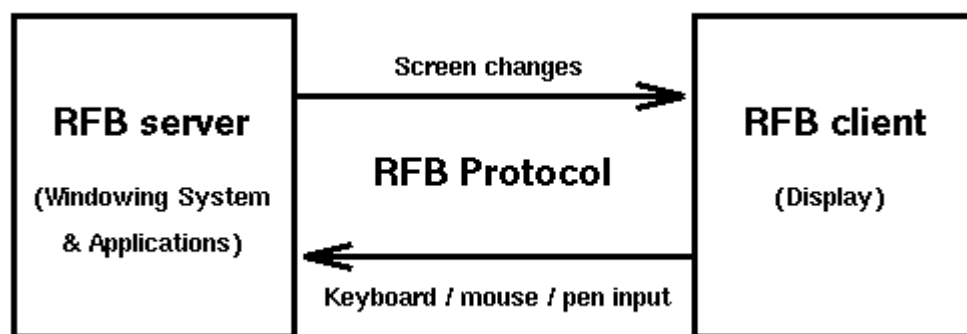 RFB server
(Windowing System
& Applications)
Screen changes
RFB Protocol
Keyboard / mouse / pen input
RFB client
(Display)